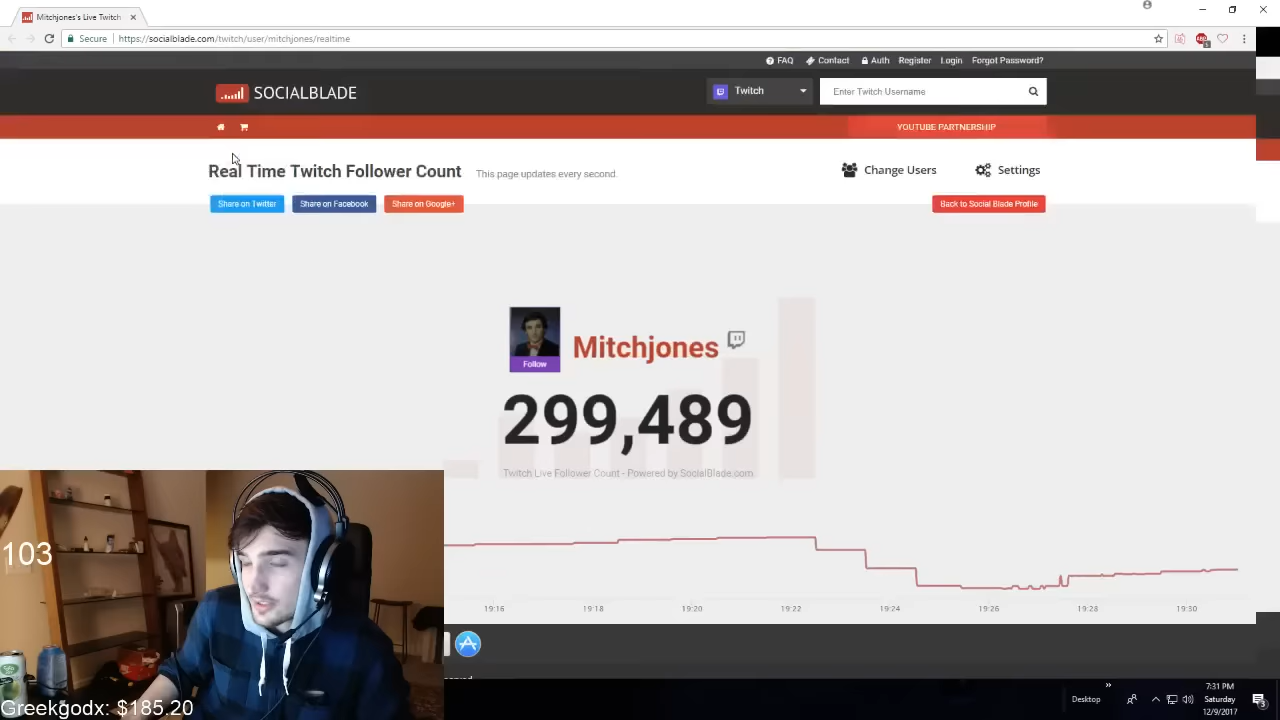 Mitchjones's Live Twitch
Secure
https://socialblade.com/twitch/user/mitchjones/realtime
FAQ
Contact
Auth
Register
Login
Forgot Password?
SOCIALBLADE
Twitch
Enter Twitch Username
YOUTUBE PARTNERSHIP
Real Time Twitch Follower Count
This page updates every second.
Change Users
Settings
Share on Twitter
Share on Facebook
Share on Google+
Back to Social Blade Profile
Mitchjones
Follow
299,489
Twitch Live Follower Count - Powered by SocialBlade.com
103
19:16
19:18
19:20
19:22
19:24
19:26
19:28
19:30
Greekgodx: $185.20
Desktop
7:31 PM
Saturday
12/9/2017